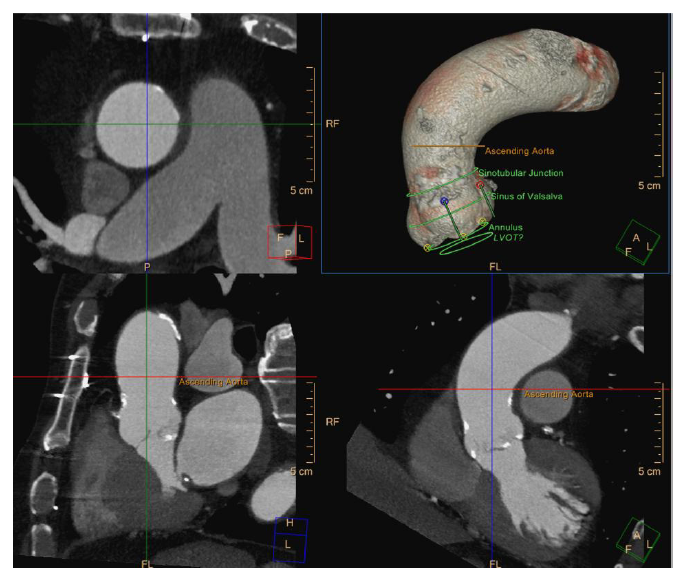 RF
Ascending Aorta
Sinotubular Junction
Sinus of Valsalva
Annulus
LVOT?
5 cm
5 cm
F L
P
A
F L
P
FL
Ascending Aorta
Ascending Aorta
RF
5 cm
5 cm
H
L
A
F L
FL
FL